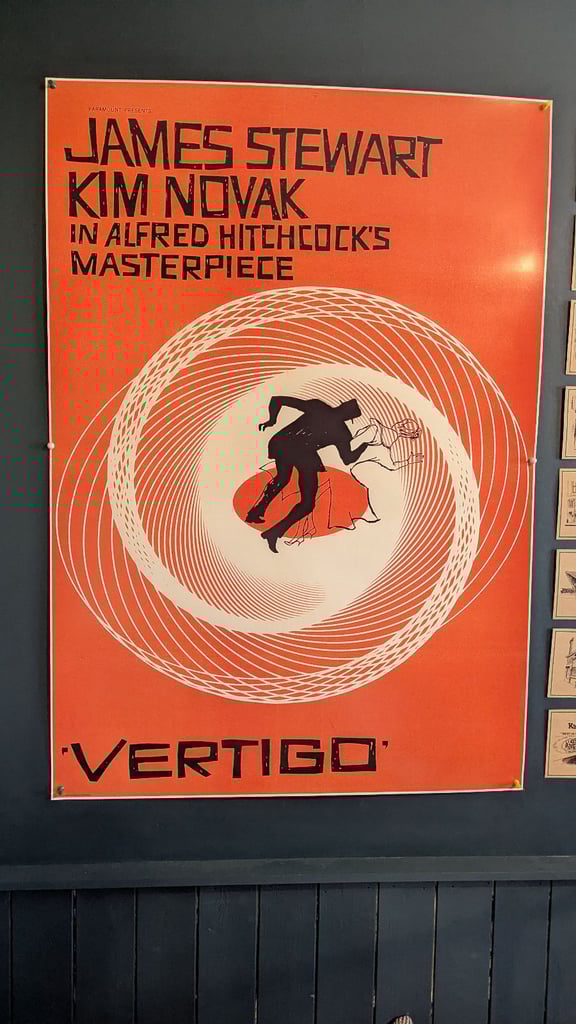 PARAMOUNT PRESENTS
JAMES STEWART
KIM NOVAK
IN ALFRED HITCHCOCK'S
MASTERPIECE
'VERTIGO'